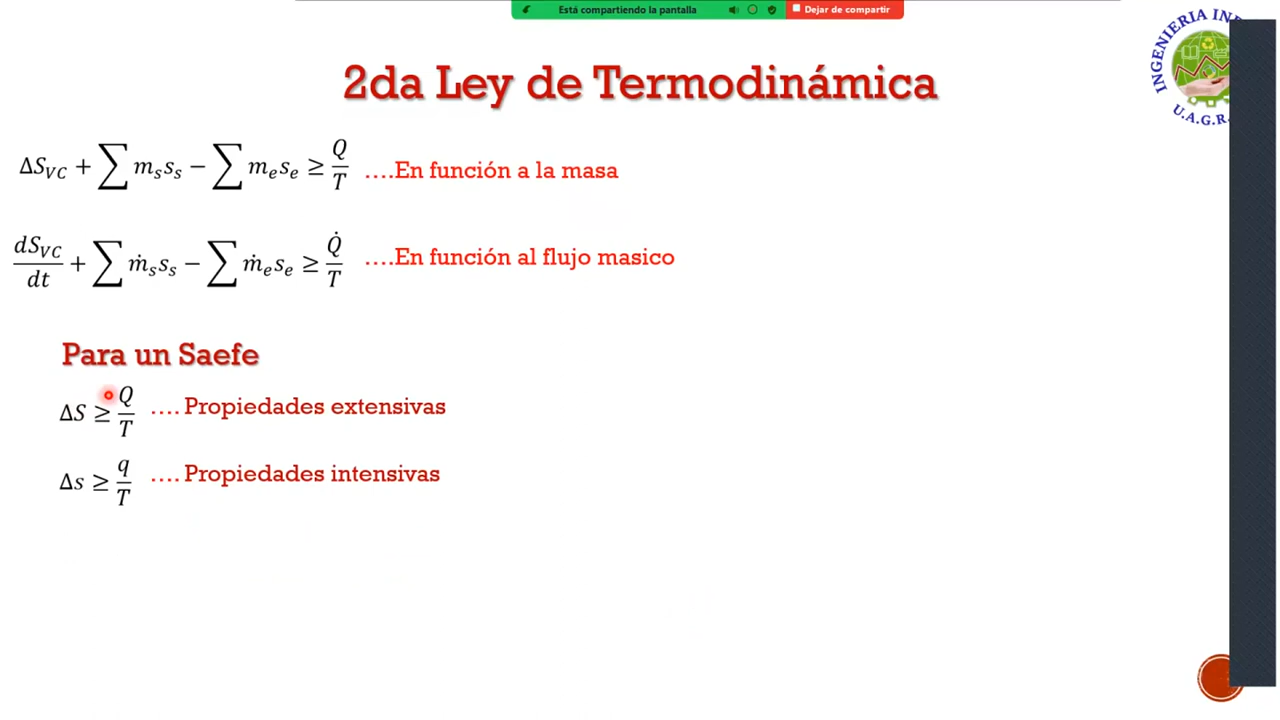 Está compartiendo la pantalla
Dejar de compartir
2da Ley de Termodinámica
INGENIERIA IN
U.A.G.R.
ΔS_VC + ∑ m_s s_s − ∑ m_e s_e ≥ Q/T ….En función a la masa
dS_VC/dt + ∑ ṁ_s s_s − ∑ ṁ_e s_e ≥ Q̇/T ….En función al flujo masico
Para un Saefe
ΔS ≥ Q/T …. Propiedades extensivas
Δs ≥ q/T …. Propiedades intensivas